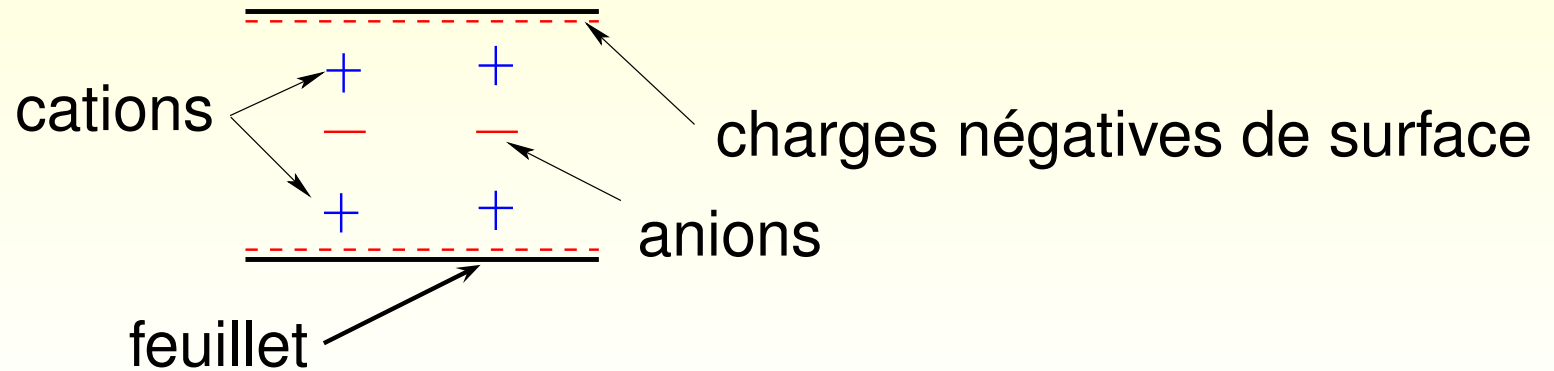 cations
charges négatives de surface
anions
feuillet